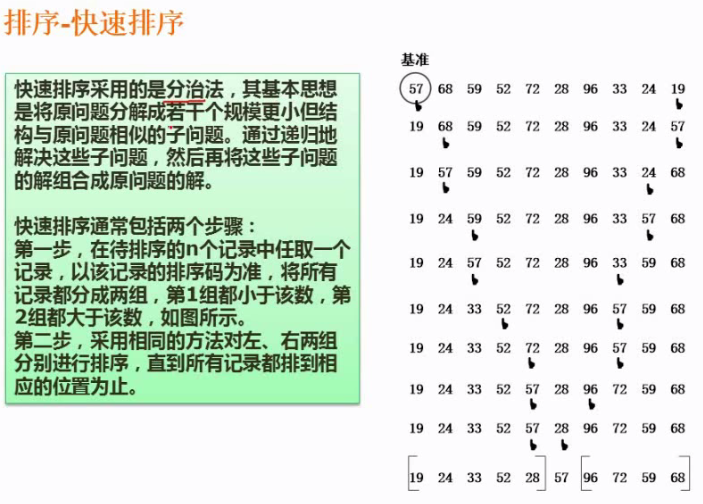 排序-快速排序
快速排序采用的是分治法，其基本思想
是将原问题分解成若干个规模更小但结
构与原问题相似的子问题。通过递归地
解决这些子问题，然后再将这些子问题
的解组合成原问题的解。
快速排序通常包括两个步骤：
第一步，在待排序的n个记录中任取一个
记录，以该记录的排序码为准，将所有
记录都分成两组，第1组都小于该数，第
2组都大于该数，如图所示。
第二步，采用相同的方法对左、右两组
分别进行排序，直到所有记录都排到相
应的位置为止。
基准
57 68 59 52 72 28 96 33 24 19
19 68 59 52 72 28 96 33 24 57
19 57 59 52 72 28 96 33 24 68
19 24 59 52 72 28 96 33 57 68
19 24 57 52 72 28 96 33 59 68
19 24 33 52 72 28 96 57 59 68
19 24 33 52 72 28 96 57 59 68
19 24 33 52 57 28 96 72 59 68
19 24 33 52 57 28 96 72 59 68
[19 24 33 52 28] 57 [96 72 59 68]